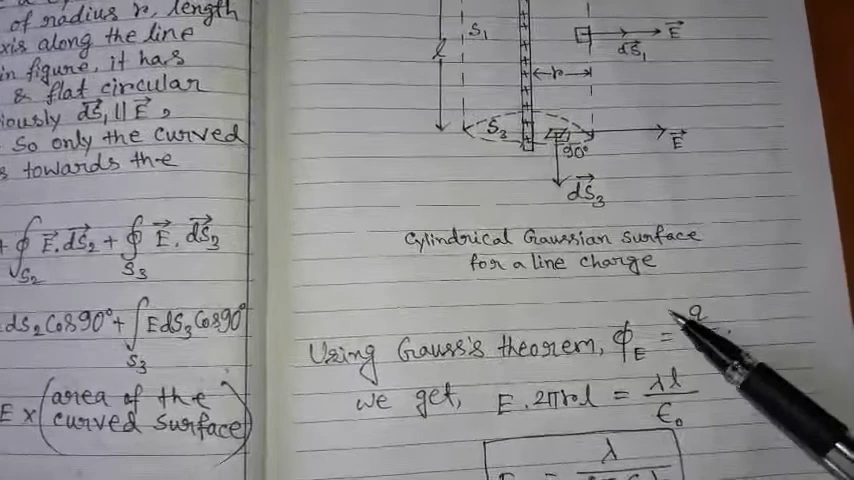 of radius r, length
xis along the line
in figure, it has
& flat circular
iously dS₁ || E,
So only the curved
s towards the
+ ∮S₂ E.dS₂ + ∮S₃ E.dS₃
ds₂ Cos90° + ∫S₃ EdS₃ Cos90°
E × (area of the
curved surface)
S₁
l
r
E
dS₁
S₃
90°
E
dS₃
Cylindrical Gaussian surface
for a line charge
Using Gauss's theorem, ϕE = q
we get, E.2πrl = λl/ϵ₀
λ